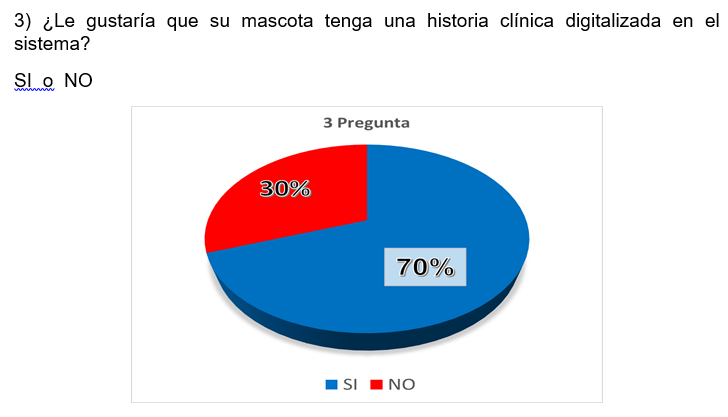 3) ¿Le gustaría que su mascota tenga una historia clínica digitalizada en el
sistema?
SI o NO
3 Pregunta
30%
70%
SI NO